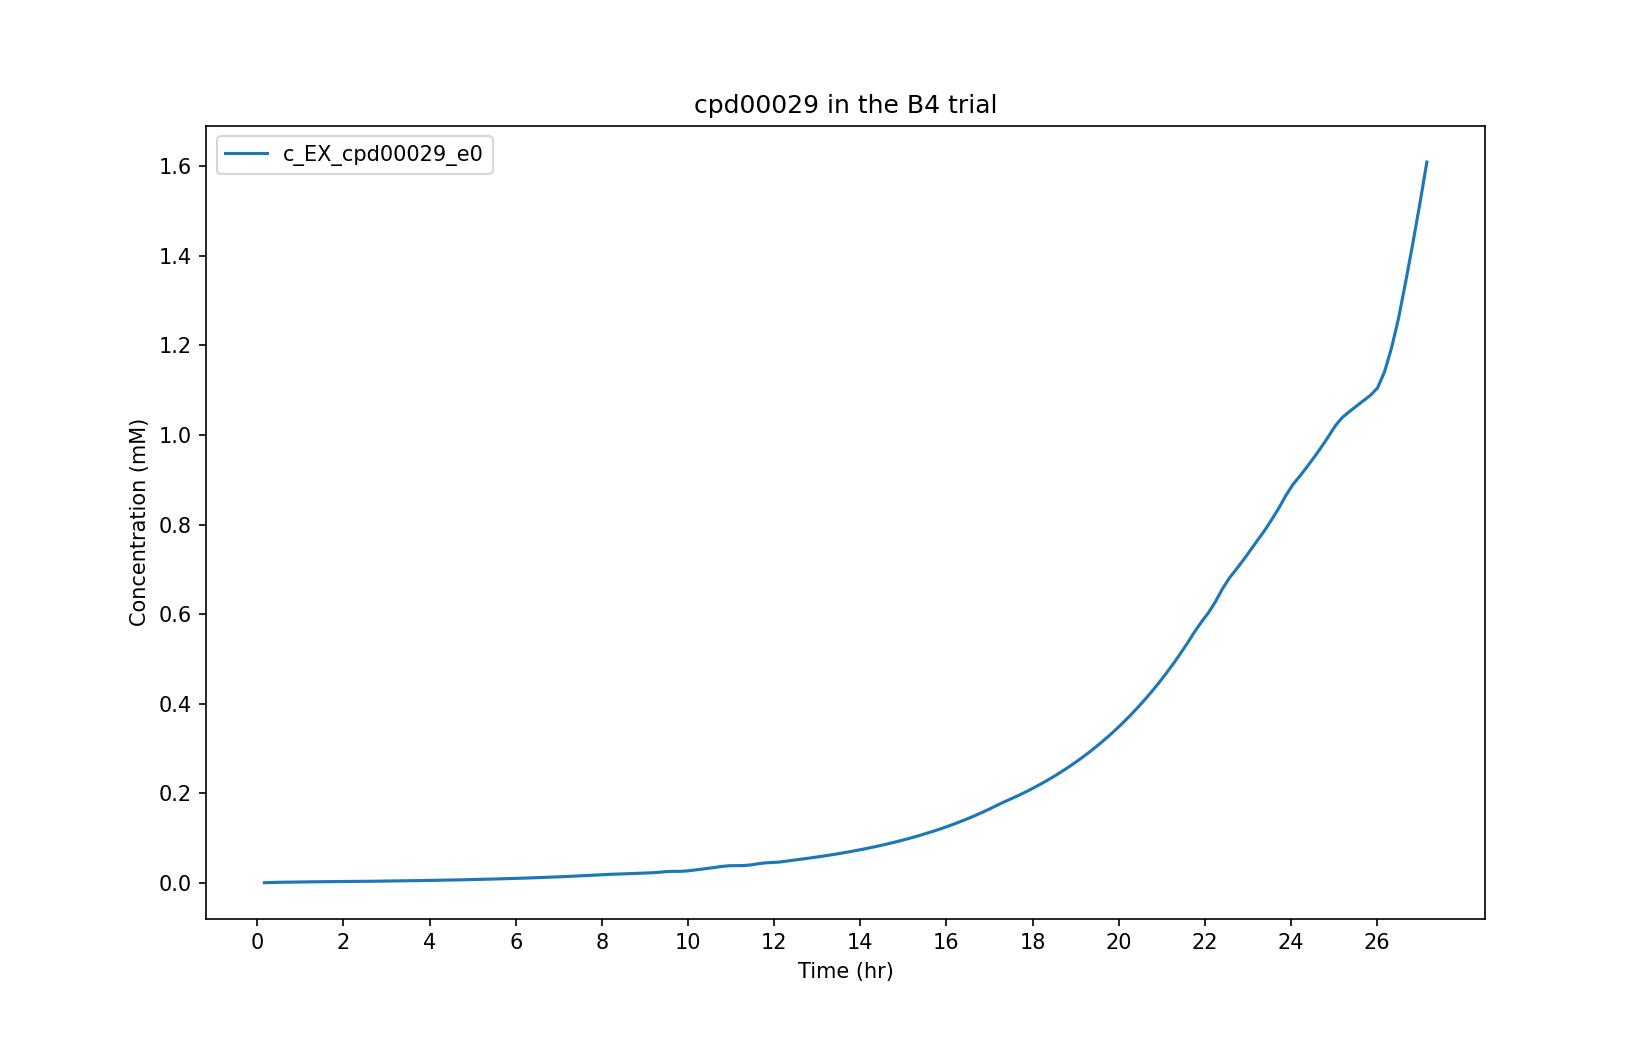 cpd00029 in the B4 trial
c_EX_cpd00029_e0
1.6
1.4
1.2
1.0
0.8
0.6
0.4
0.2
0.0
Concentration (mM)
0 2 4 6 8 10 12 14 16 18 20 22 24 26
Time (hr)